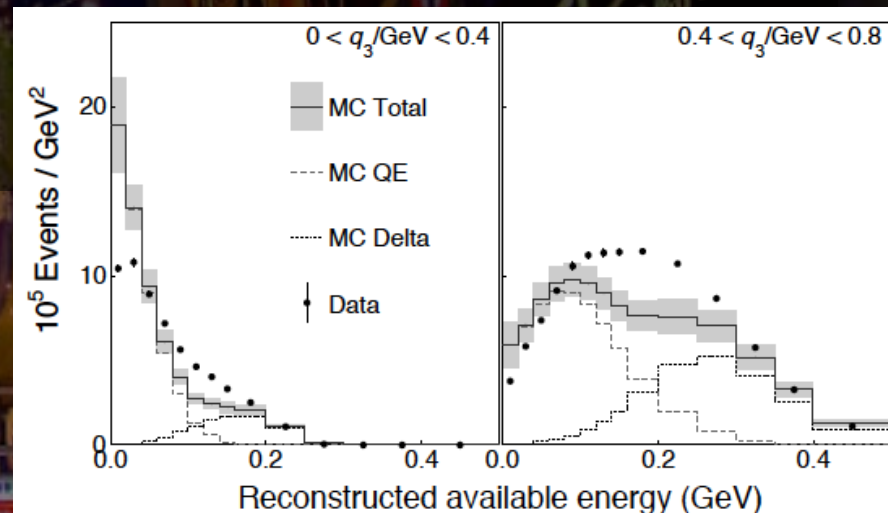 0 < q₃/GeV < 0.4
0.4 < q₃/GeV < 0.8
20
10
0
10⁵ Events / GeV²
MC Total
MC QE
MC Delta
Data
0.0
0.2
0.4
0.0
0.2
0.4
Reconstructed available energy (GeV)